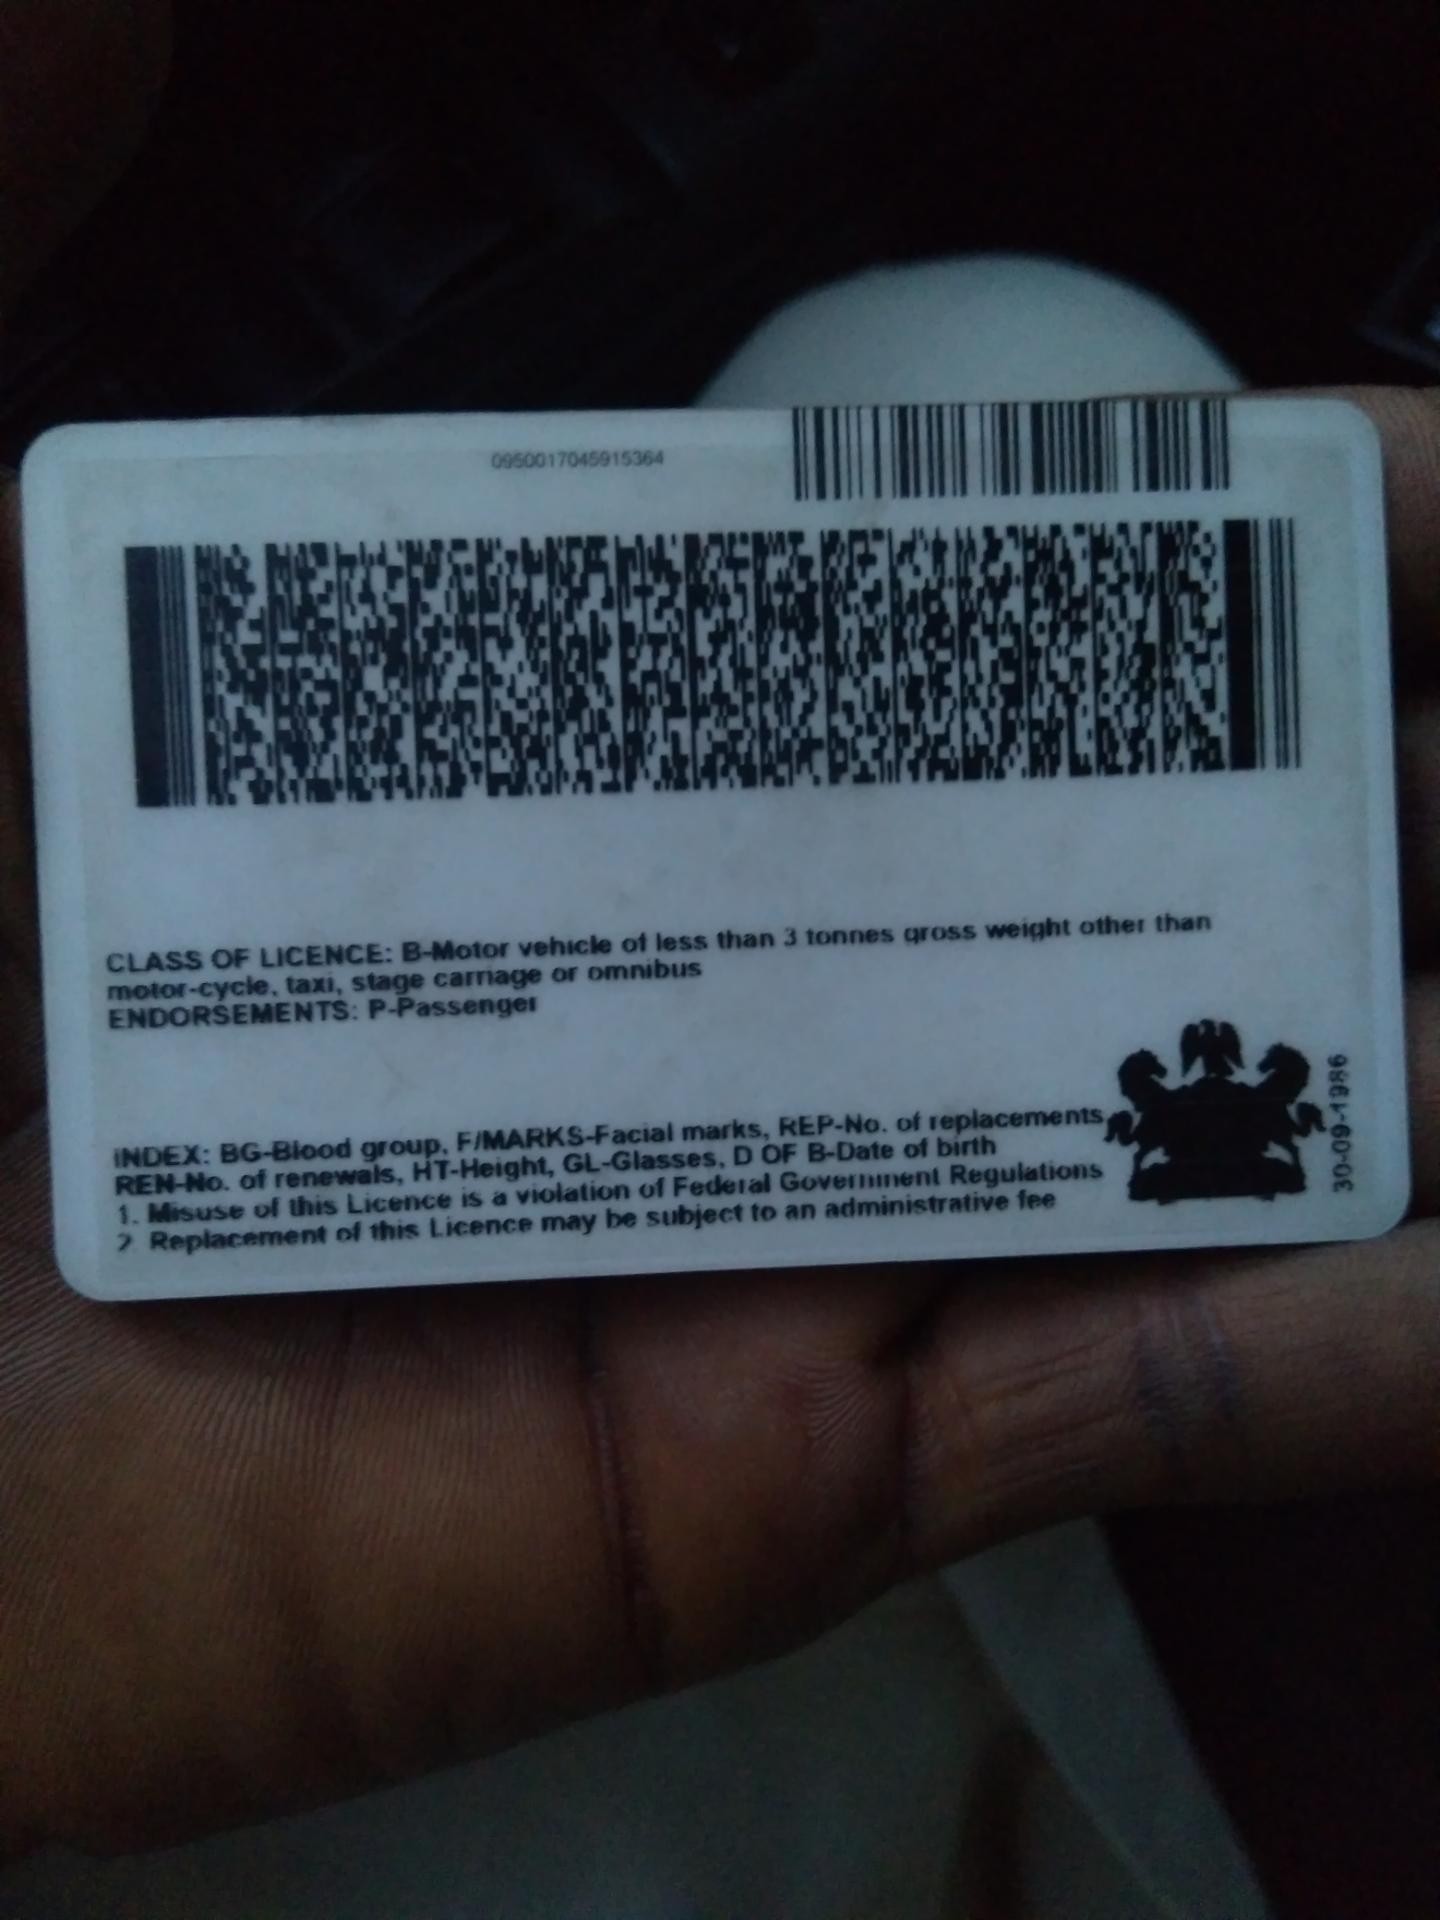 0950017045915364
CLASS OF LICENCE: B-Motor vehicle of less than 3 tonnes gross weight other than
motor-cycle, taxi, stage carriage or omnibus
ENDORSEMENTS: P-Passenger
INDEX: BG-Blood group, F/MARKS-Facial marks, REP-No. of replacements,
REN-No. of renewals, HT-Height, GL-Glasses, D OF B-Date of birth
1. Misuse of this Licence is a violation of Federal Government Regulations
2 Replacement of this Licence may be subject to an administrative fee
30-09-1986